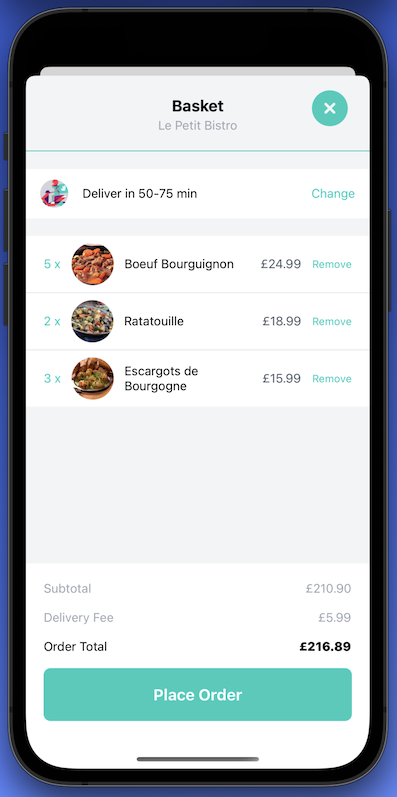 Basket
Le Petit Bistro
Deliver in 50-75 min Change
5 x Boeuf Bourguignon £24.99 Remove
2 x Ratatouille £18.99 Remove
3 x Escargots de
Bourgogne £15.99 Remove
Subtotal £210.90
Delivery Fee £5.99
Order Total £216.89
Place Order